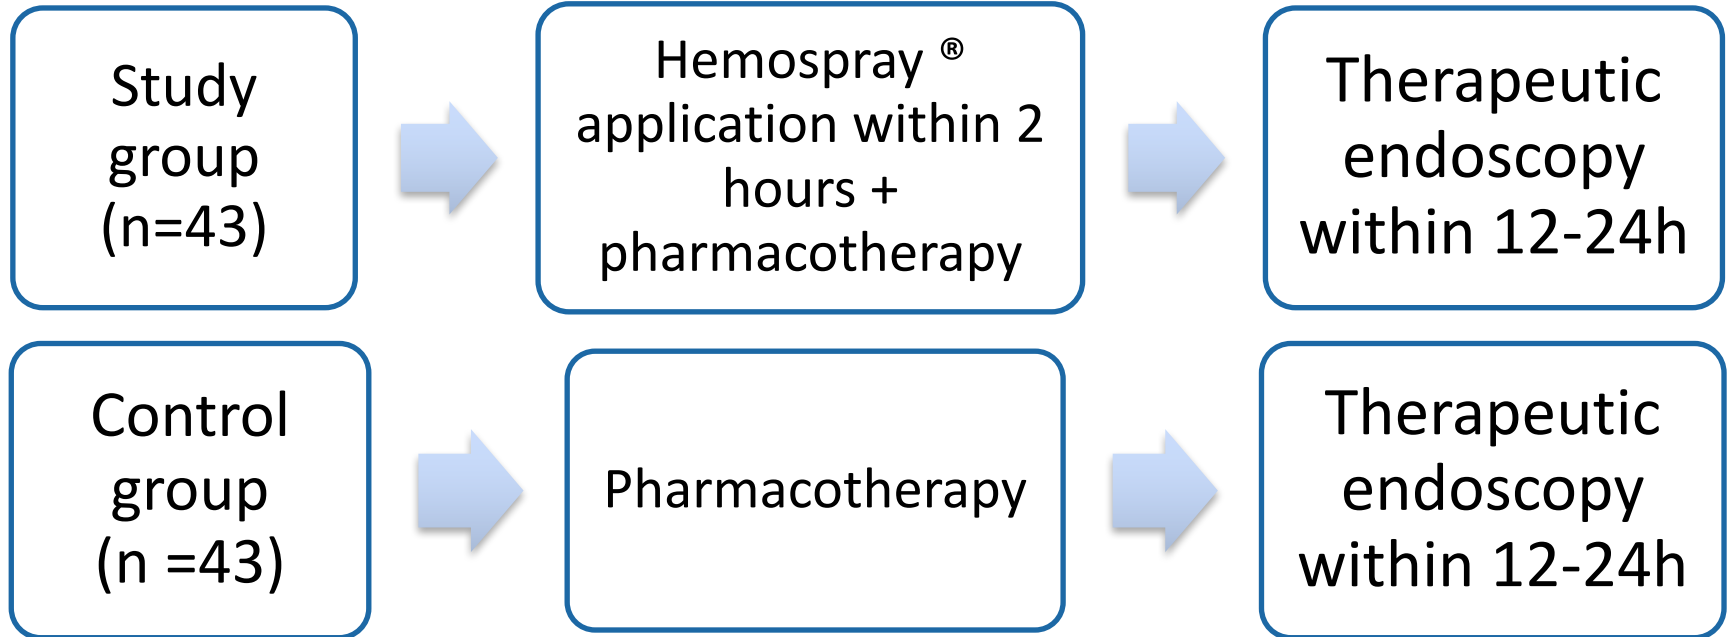 Study
group
(n=43)
Hemospray ®
application within 2
hours +
pharmacotherapy
Therapeutic
endoscopy
within 12-24h
Control
group
(n =43)
Pharmacotherapy
Therapeutic
endoscopy
within 12-24h